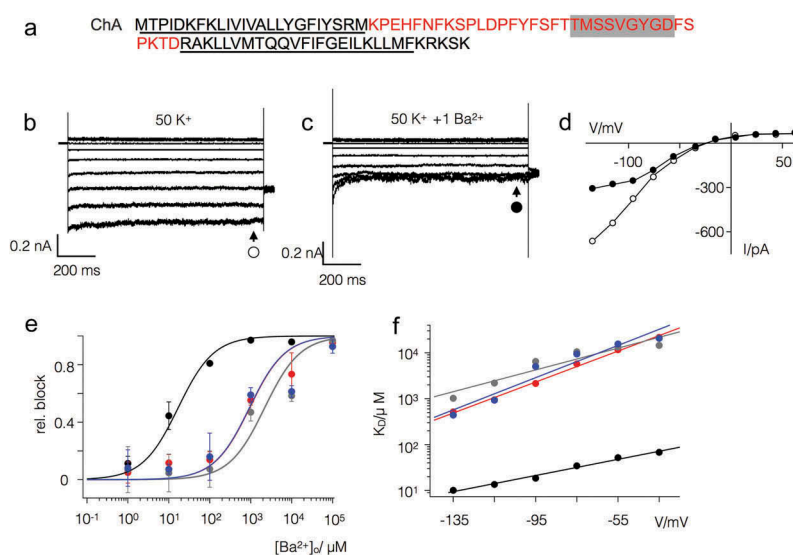 a
ChA MTPIDKFKLIVIVALLYGFIYSRMKPEHFNFKSPLDPFYFSFTTMSSVGYGDFS
PKTDRAKLLVMTQQVFIFGEILKLLMFKRKSK
b
50 K⁺
0.2 nA
200 ms
c
50 K⁺ +1 Ba²⁺
0.2 nA
200 ms
d
V/mV
-100 60
-300
-600
I/pA
e
0.8
0.4
0
rel. block
10⁻¹ 10⁰ 10¹ 10² 10³ 10⁴ 10⁵
[Ba²⁺]ₒ/ μM
f
10⁴
10³
10²
10¹
K_D/μ M
-135 -95 -55 V/mV